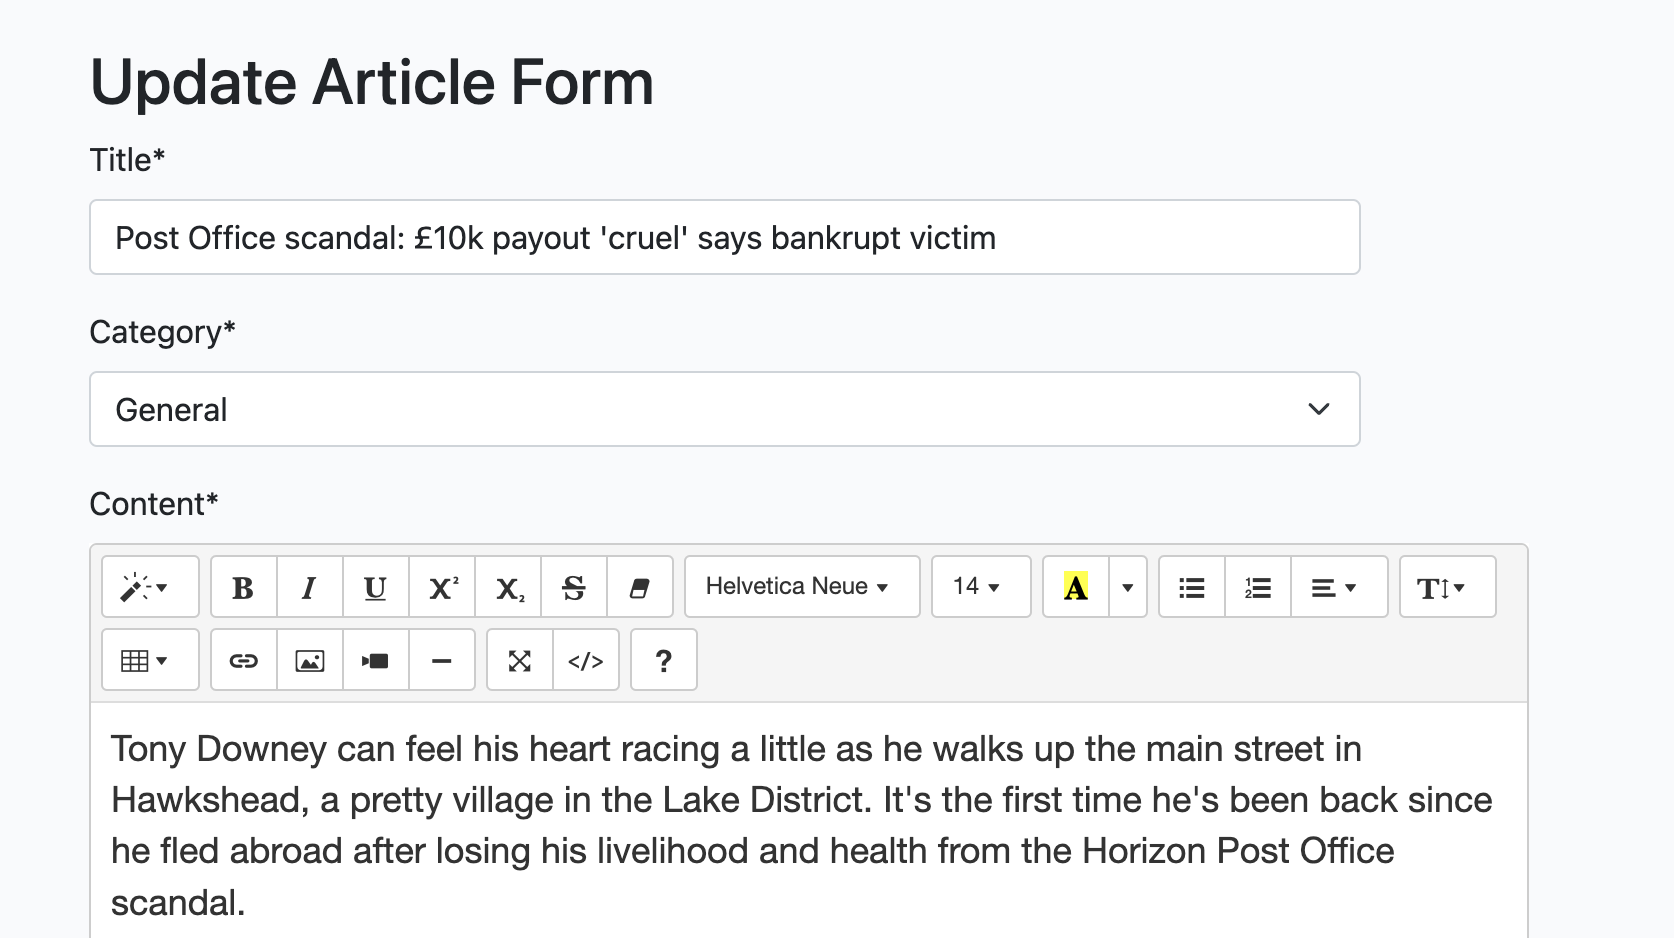 Update Article Form
Title*
Post Office scandal: £10k payout 'cruel' says bankrupt victim
Category*
General
Content*
B I U X² X₂ S Helvetica Neue 14 A T
</> ?
Tony Downey can feel his heart racing a little as he walks up the main street in
Hawkshead, a pretty village in the Lake District. It's the first time he's been back since
he fled abroad after losing his livelihood and health from the Horizon Post Office
scandal.